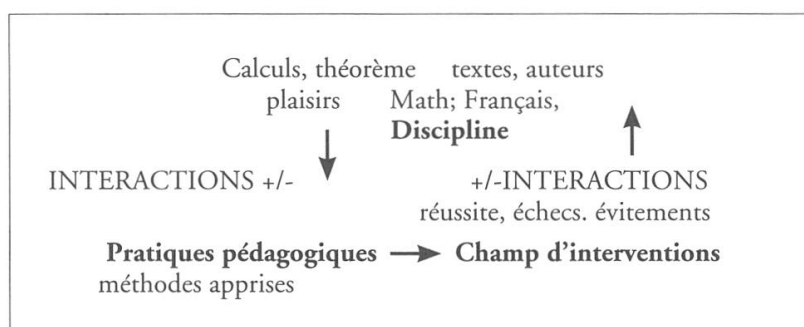 Calculs, théorème textes, auteurs
plaisirs Math; Français,
Discipline
INTERACTIONS +/- +/-INTERACTIONS
réussite, échecs. évitements
Pratiques pédagogiques Champ d'interventions
méthodes apprises